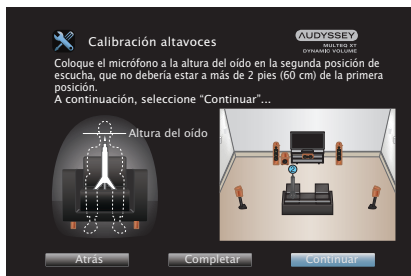 Calibración altavoces
AUDYSSEY
MULTEQ XT
DYNAMIC VOLUME
Coloque el micrófono a la altura del oído en la segunda posición de
escucha, que no debería estar a más de 2 pies (60 cm) de la primera
posición.
A continuación, seleccione “Continuar”...
Altura del oído
2
Atrás
Completar
Continuar